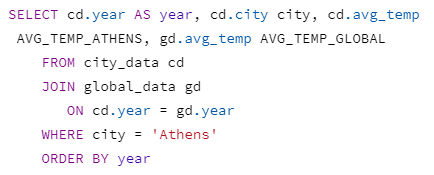 SELECT cd.year AS year, cd.city city, cd.avg_temp
AVG_TEMP_ATHENS, gd.avg_temp AVG_TEMP_GLOBAL
FROM city_data cd
JOIN global_data gd
ON cd.year = gd.year
WHERE city = 'Athens'
ORDER BY year